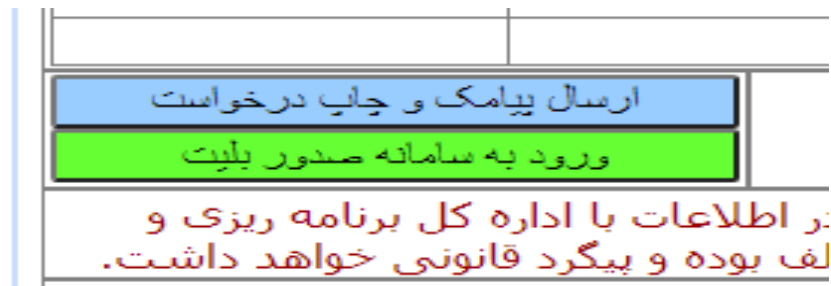 ارسال پیامک و چاپ درخواست
ورود به سامانه صدور بلیت
در اطلاعات با اداره کل برنامه ریزی و
بوده و پیگرد قانونی خواهد داشت.